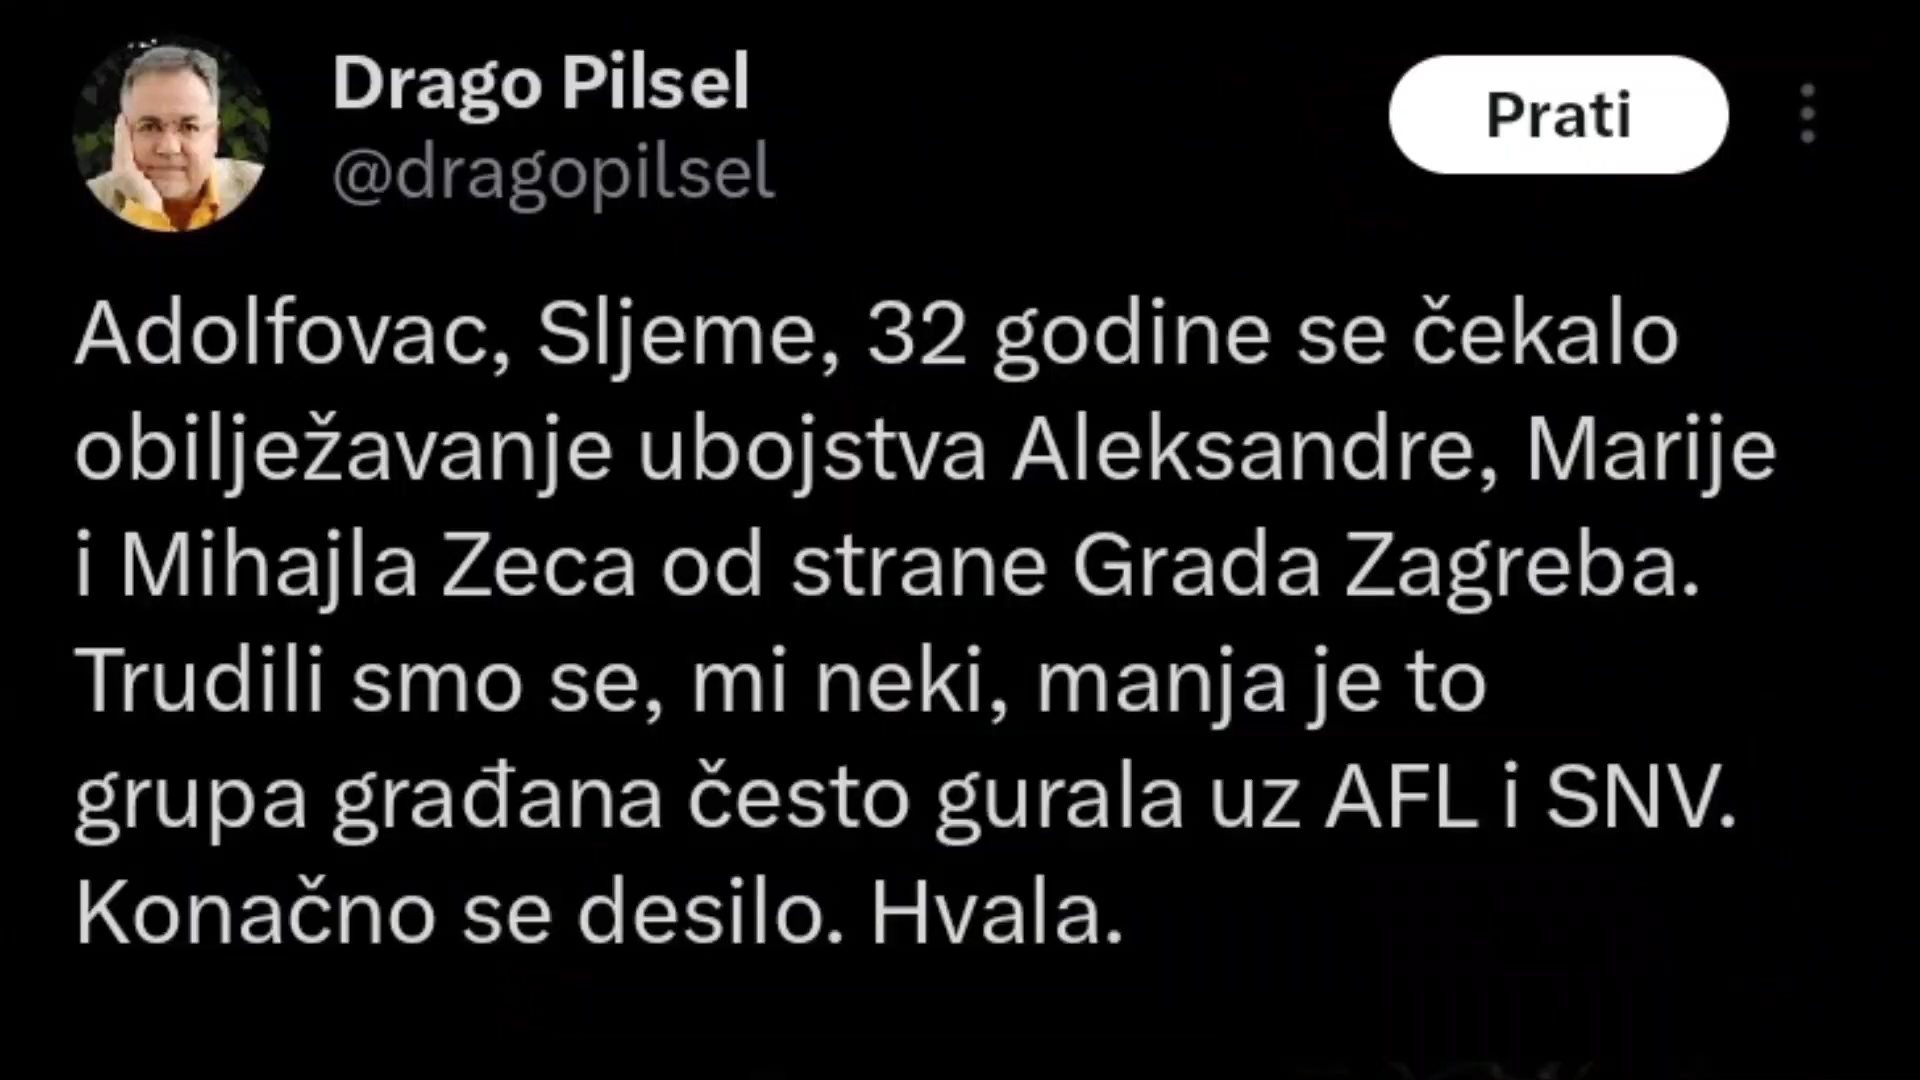 Drago Pilsel
@dragopilsel
Prati
Adolfovac, Sljeme, 32 godine se čekalo
obilježavanje ubojstva Aleksandre, Marije
i Mihajla Zeca od strane Grada Zagreba.
Trudili smo se, mi neki, manja je to
grupa građana često gurala uz AFL i SNV.
Konačno se desilo. Hvala.